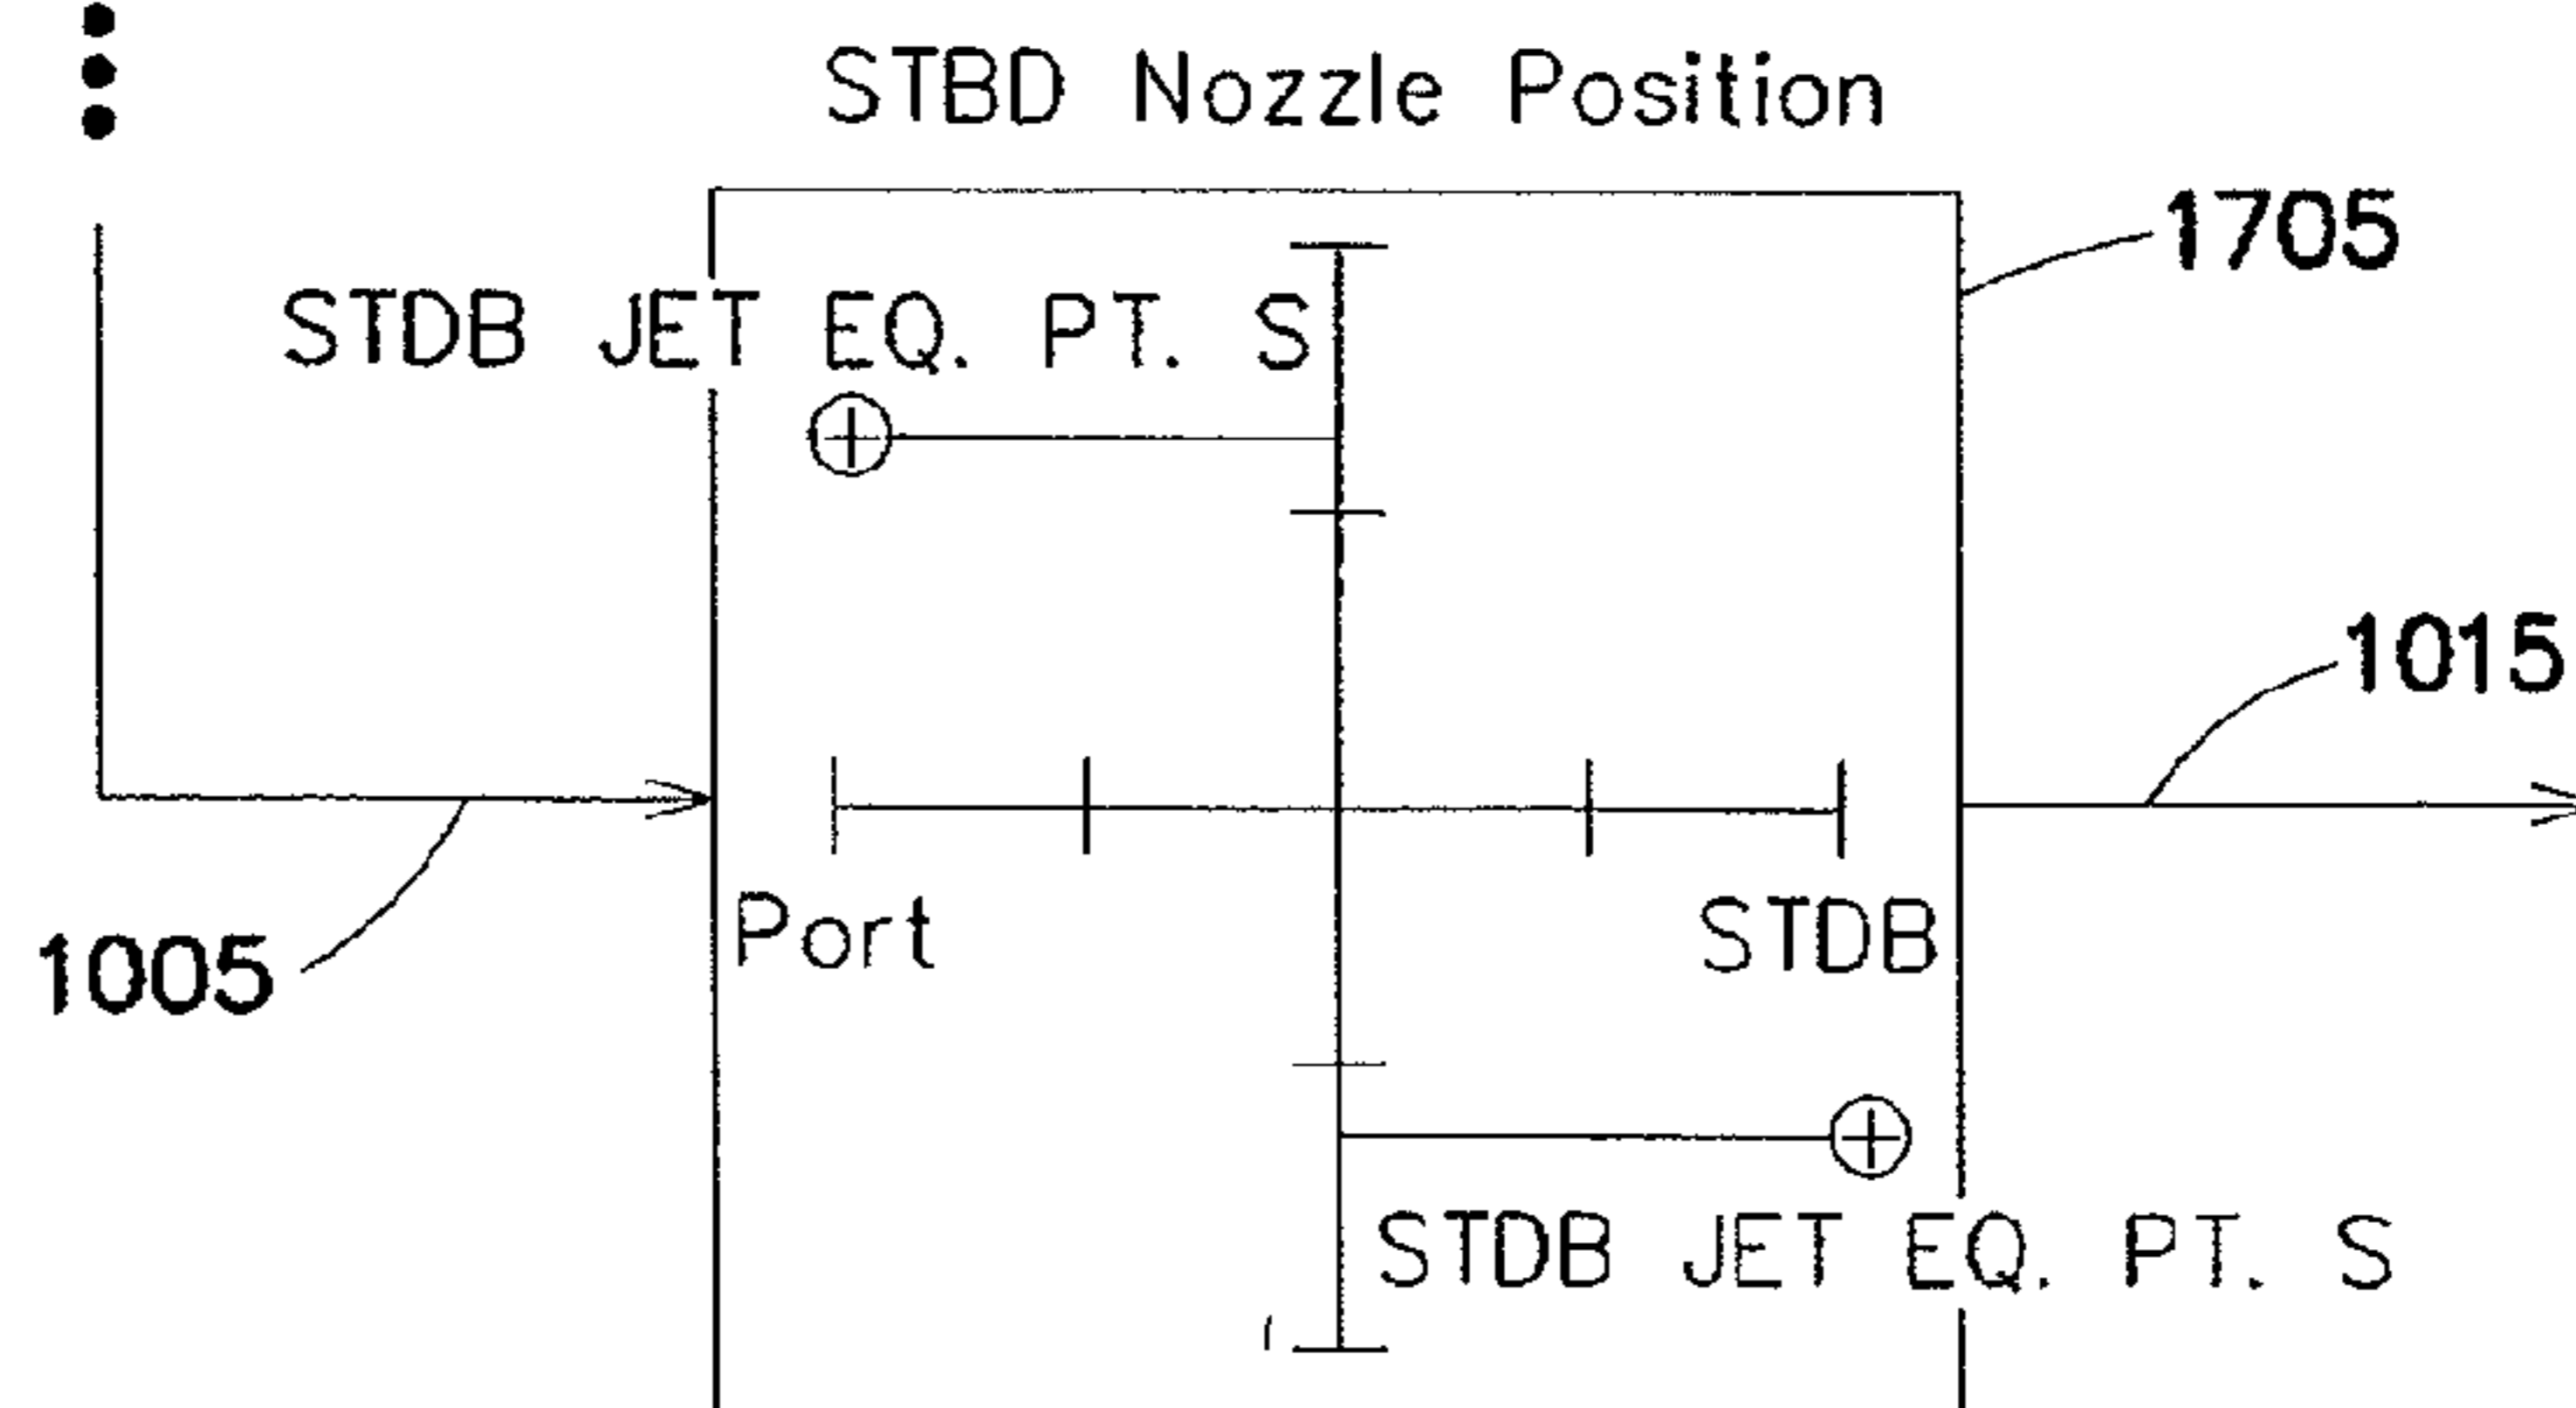 STBD Nozzle Position
1705
STDB JET EQ. PT. S
1015
Port
STDB
1005
STDB JET EQ. PT. S